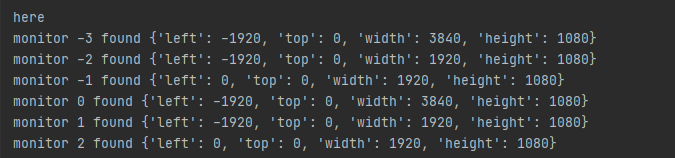 here
monitor -3 found {'left': -1920, 'top': 0, 'width': 3840, 'height': 1080}
monitor -2 found {'left': -1920, 'top': 0, 'width': 1920, 'height': 1080}
monitor -1 found {'left': 0, 'top': 0, 'width': 1920, 'height': 1080}
monitor 0 found {'left': -1920, 'top': 0, 'width': 3840, 'height': 1080}
monitor 1 found {'left': -1920, 'top': 0, 'width': 1920, 'height': 1080}
monitor 2 found {'left': 0, 'top': 0, 'width': 1920, 'height': 1080}